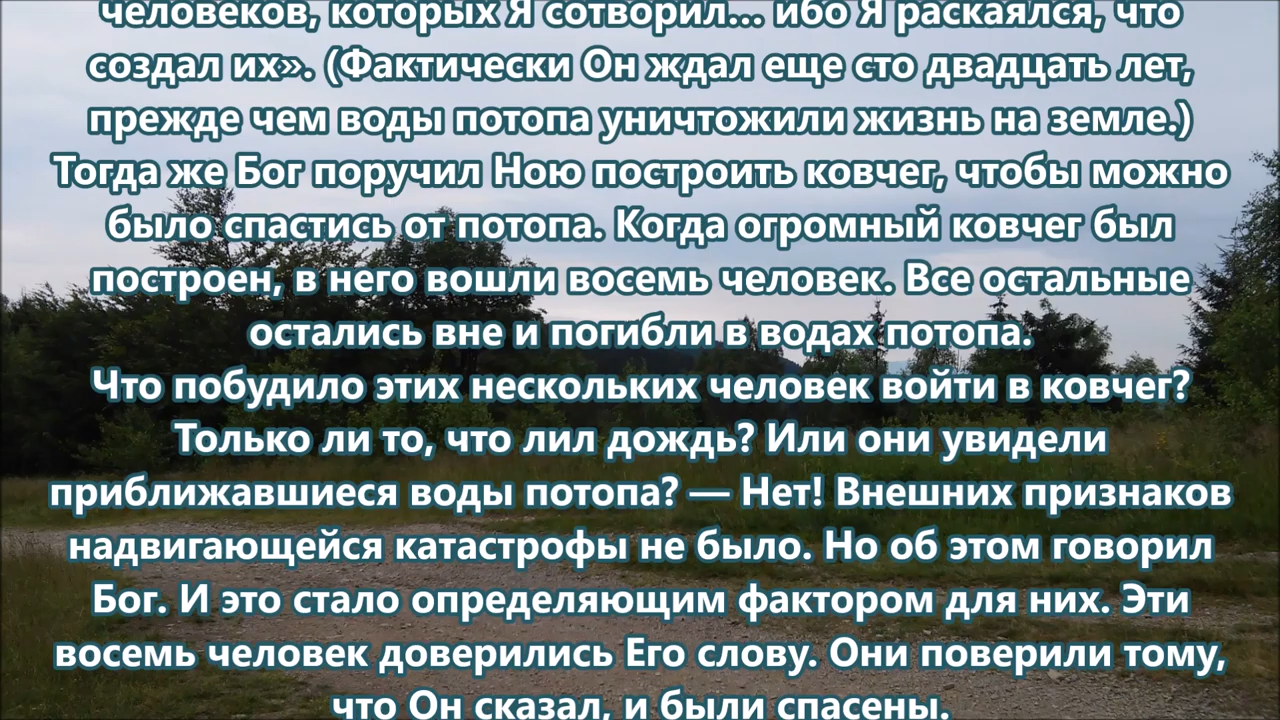 человеков, которых Я сотворил... ибо Я раскаялся, что
создал их». (Фактически Он ждал еще сто двадцать лет,
прежде чем воды потопа уничтожили жизнь на земле.)
Тогда же Бог поручил Ною построить ковчег, чтобы можно
было спастись от потопа. Когда огромный ковчег был
построен, в него вошли восемь человек. Все остальные
остались вне и погибли в водах потопа.
Что побудило этих нескольких человек войти в ковчег?
Только ли то, что лил дождь? Или они увидели
приближавшиеся воды потопа? — Нет! Внешних признаков
надвигающейся катастрофы не было. Но об этом говорил
Бог. И это стало определяющим фактором для них. Эти
восемь человек доверились Его слову. Они поверили тому,
что Он сказал, и были спасены.